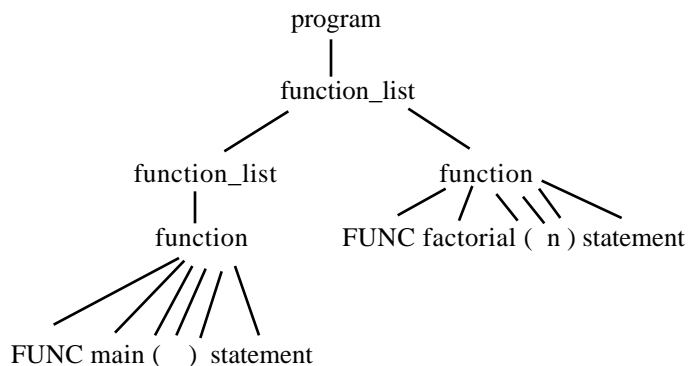 program
function_list
function_list function
function FUNC factorial ( n ) statement
FUNC main ( ) statement